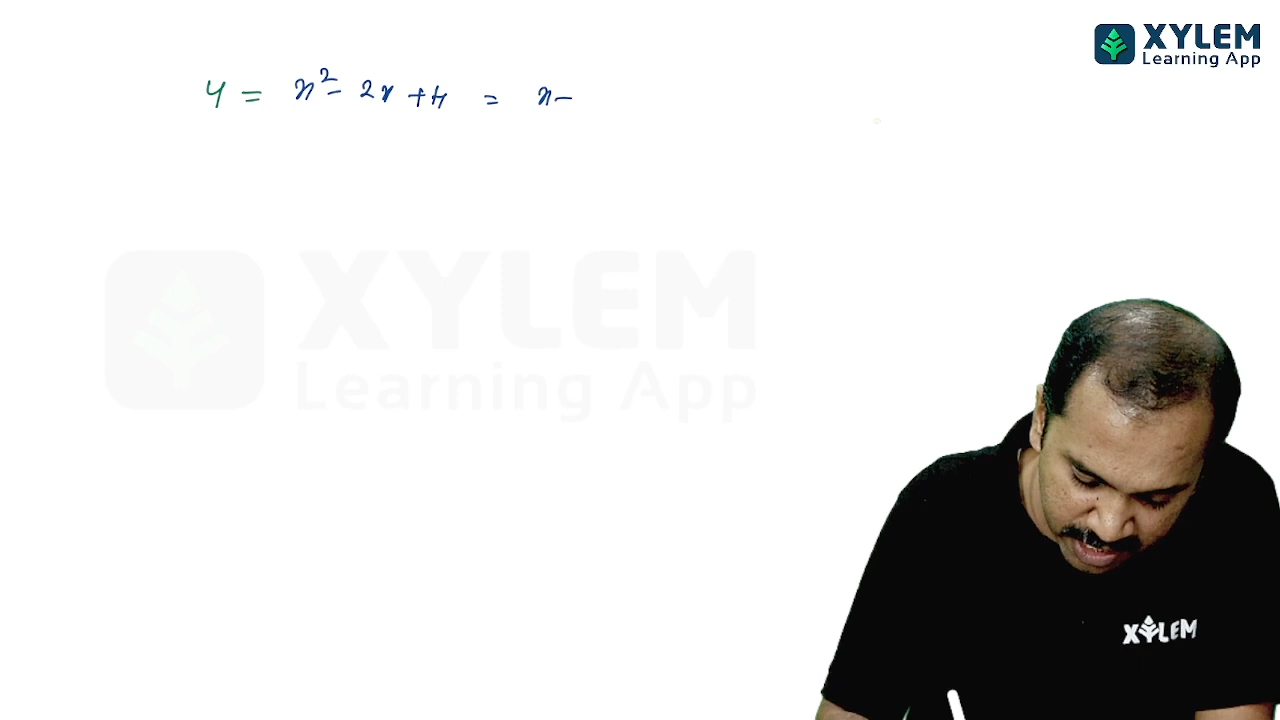 XYLEM
Learning App
y = x² - 2x + 4 = x -
XYLEM
Learning App
XYLEM